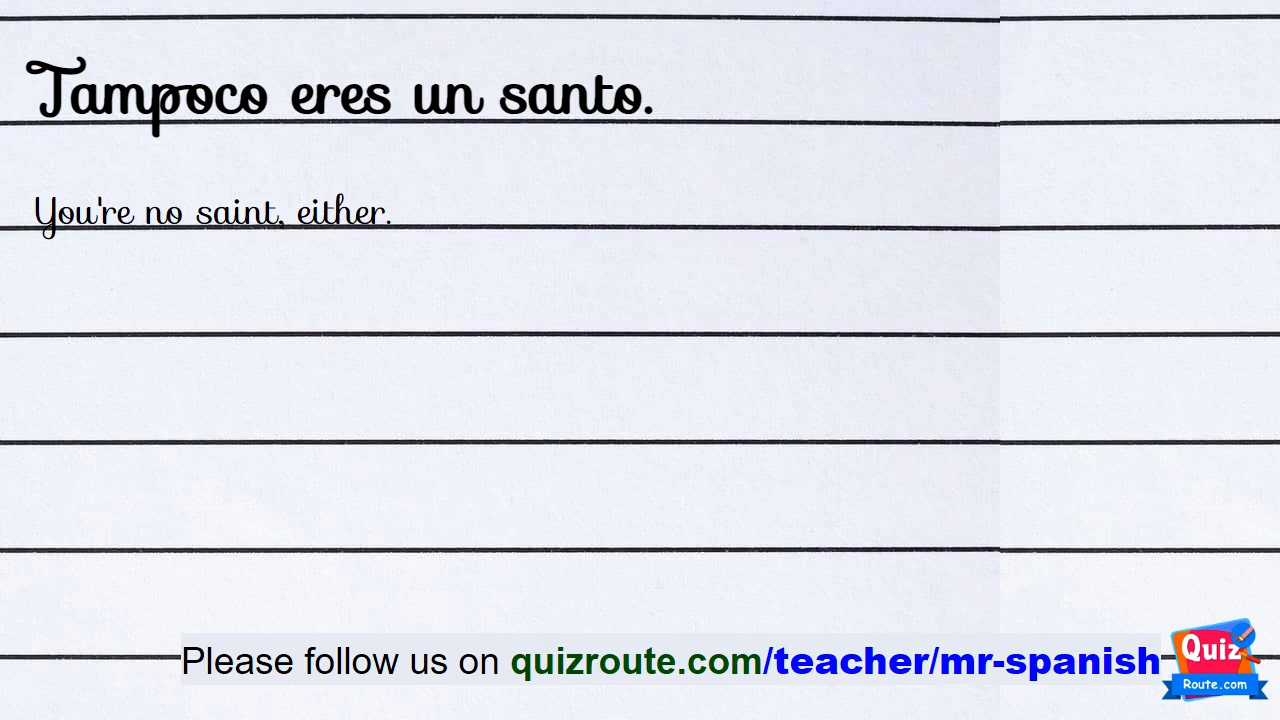 Tampoco eres un santo.
You're no saint, either.
Please follow us on quizroute.com/teacher/mr-spanish
Quiz
Route.com